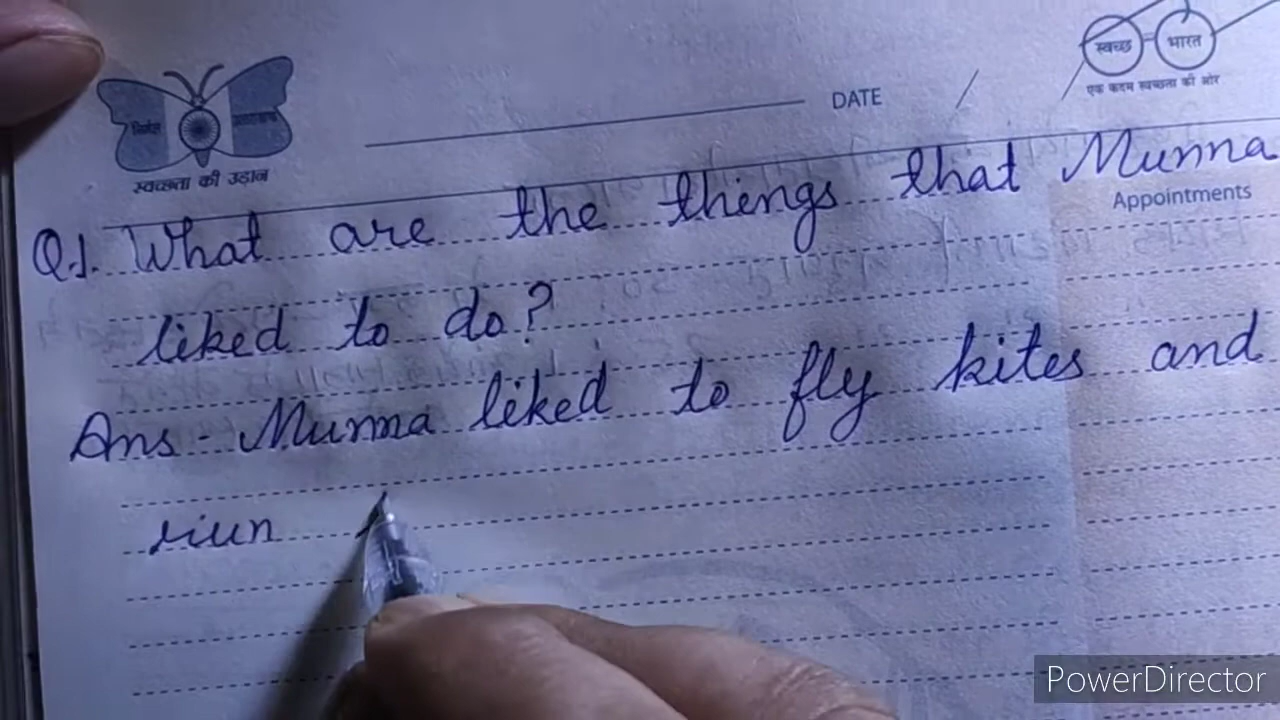 स्वच्छ भारत
एक कदम स्वच्छता की ओर
DATE / /
निर्मल
स्वच्छता की उड़ान
Q.1. What are the things that Munna
Appointments
liked to do?
Ans - Munna liked to fly kites and
run
PowerDirector